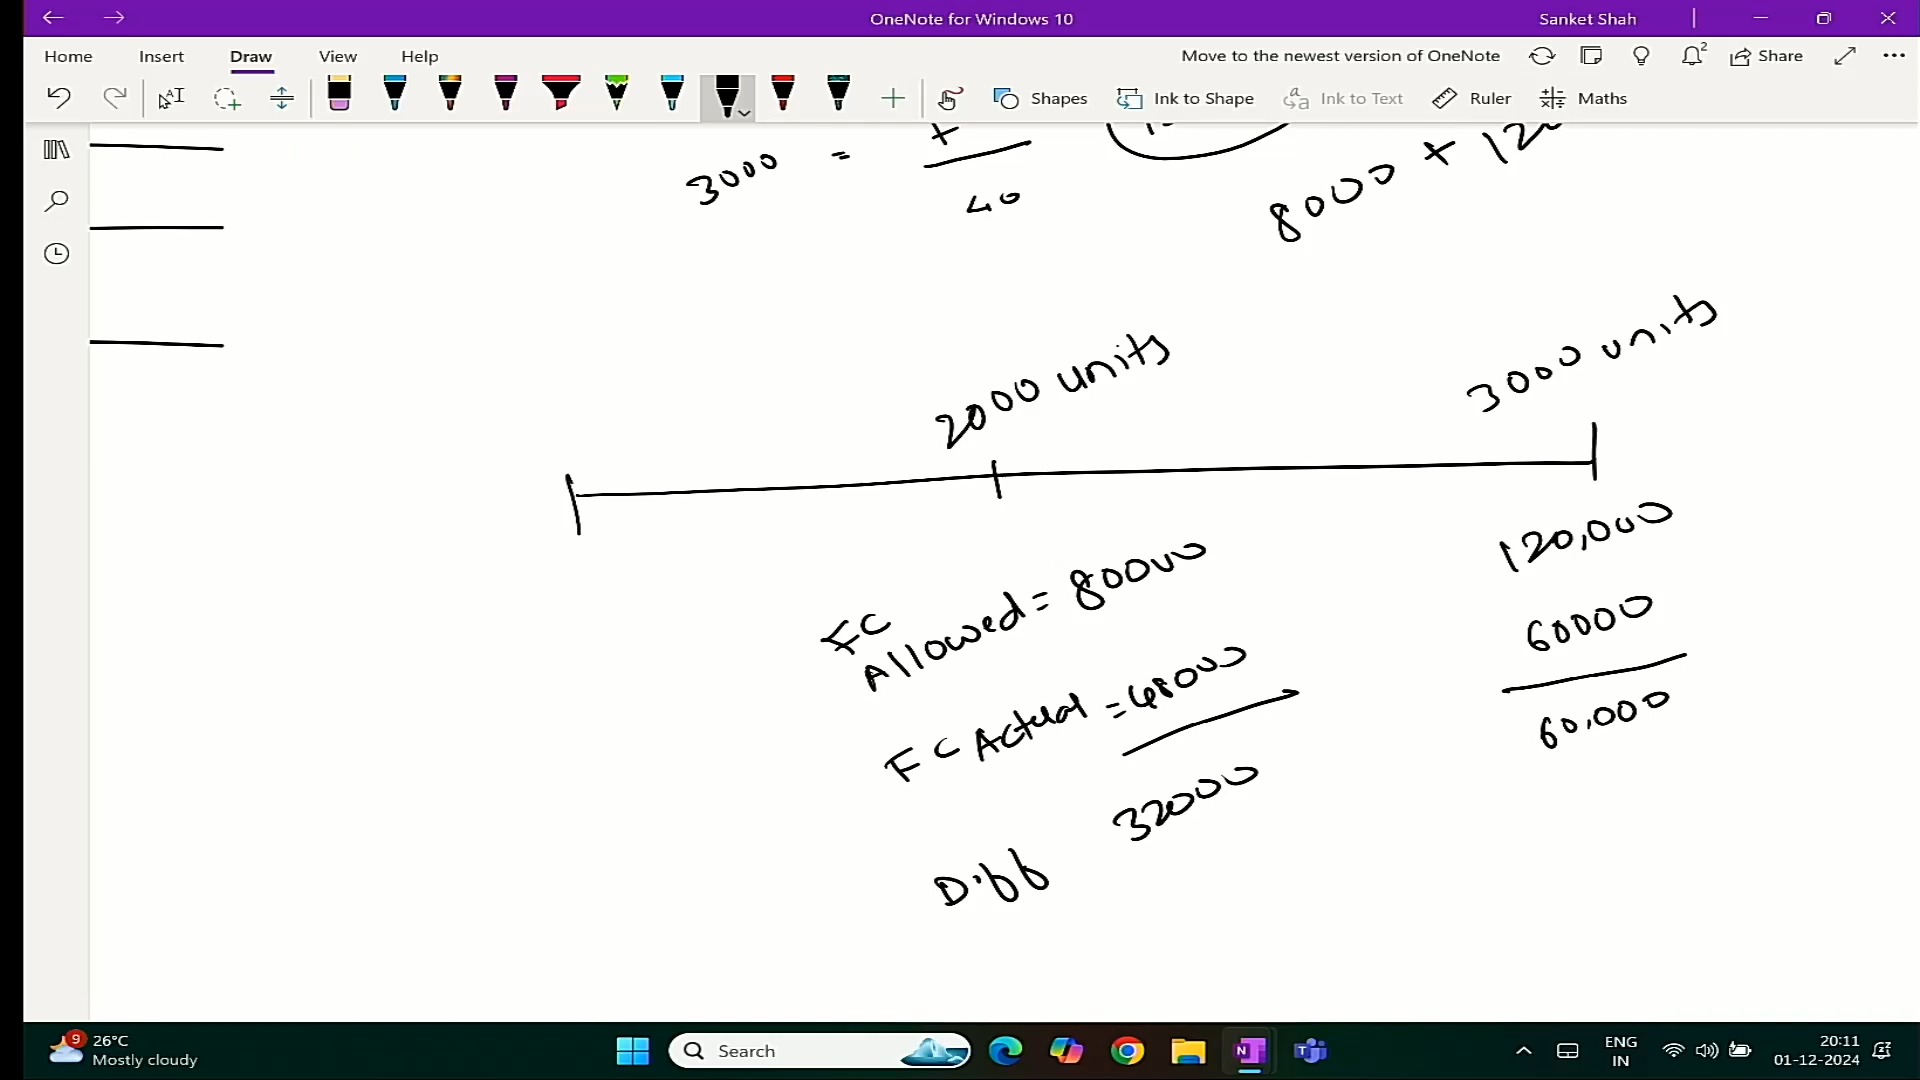 OneNote for Windows 10
Sanket Shah
Home Insert Draw View Help
Move to the newest version of OneNote
2
Share
Shapes
Ink to Shape
Ink to Text
Ruler
Maths
3000 = 
40
8000 + 120
2000 units
3000 units
FC
Allowed = 80000
120,000
FC Actual = 48000
60000
32000
60,000
Diff
9
26°C
Mostly cloudy
Search
ENG
IN
20:11
01-12-2024